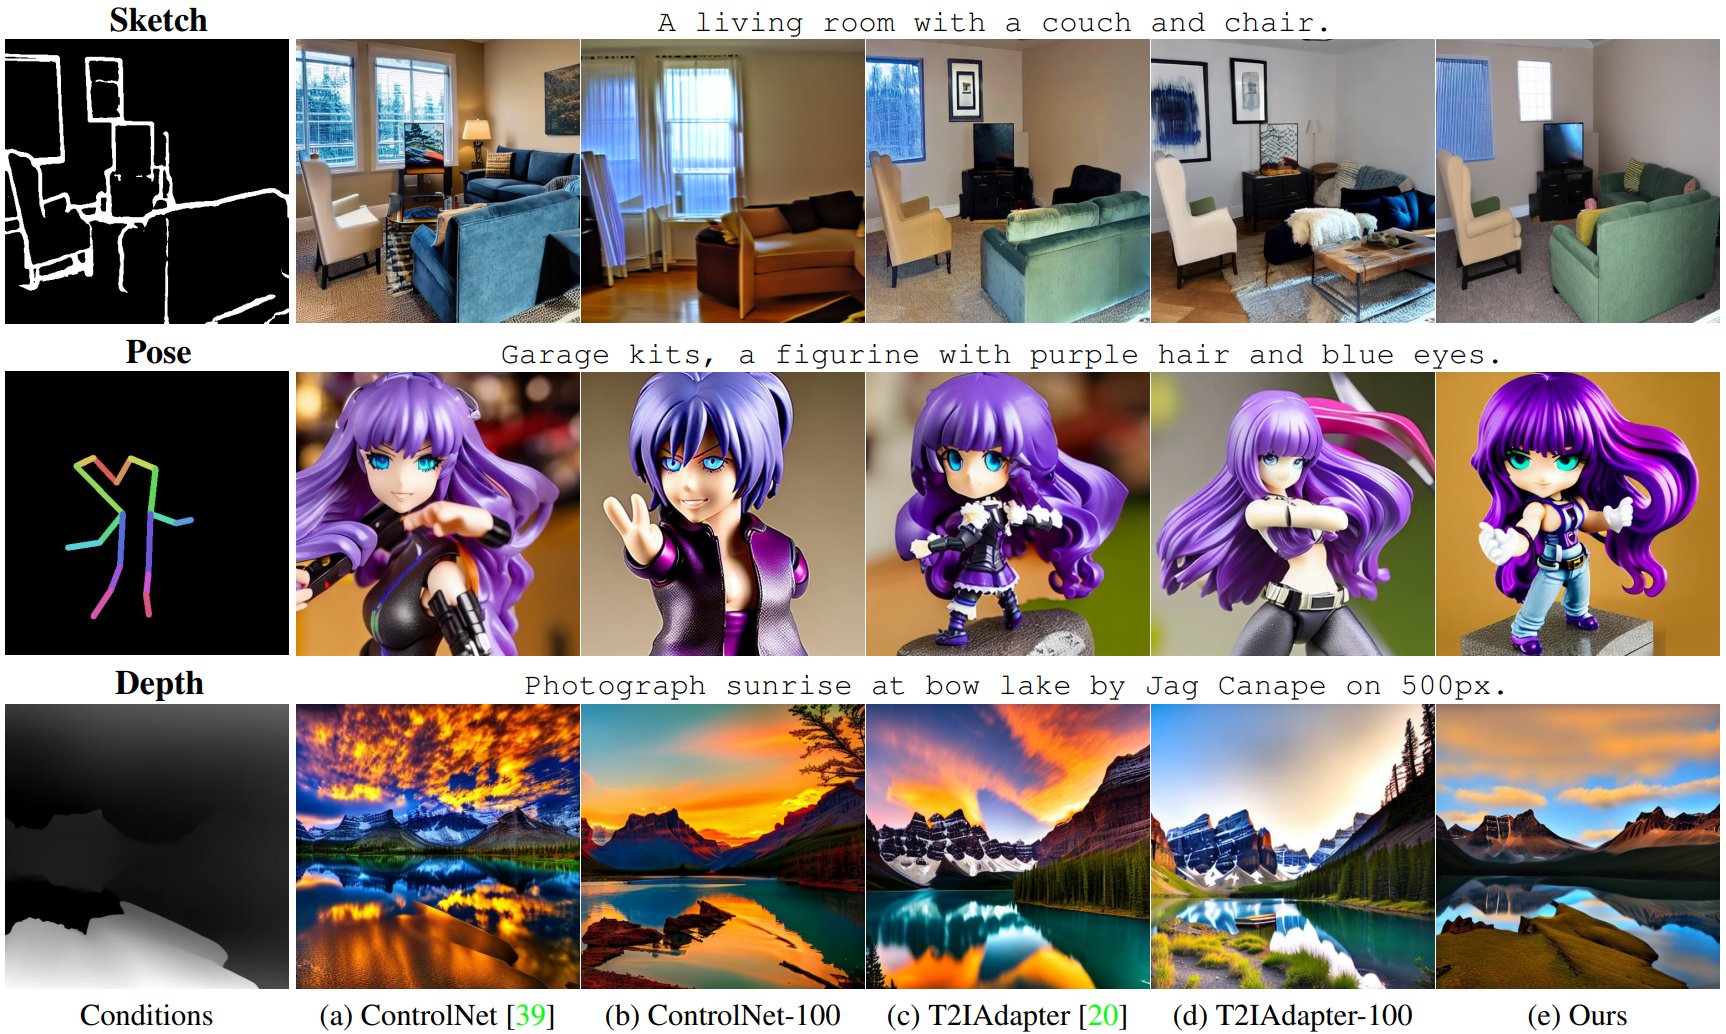 Sketch
A living room with a couch and chair.
Pose
Garage kits, a figurine with purple hair and blue eyes.
Depth
Photograph sunrise at bow lake by Jag Canape on 500px.
Conditions
(a) ControlNet [39]
(b) ControlNet-100
(c) T2IAdapter [20]
(d) T2IAdapter-100
(e) Ours